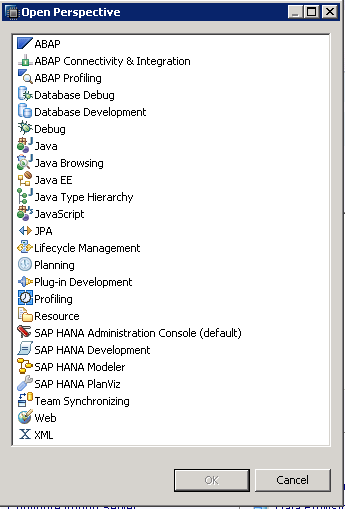 Open Perspective
ABAP
ABAP Connectivity & Integration
ABAP Profiling
Database Debug
Database Development
Debug
Java
Java Browsing
Java EE
Java Type Hierarchy
JavaScript
JPA
Lifecycle Management
Planning
Plug-in Development
Profiling
Resource
SAP HANA Administration Console (default)
SAP HANA Development
SAP HANA Modeler
SAP HANA PlanViz
Team Synchronizing
Web
XML
OK
Cancel